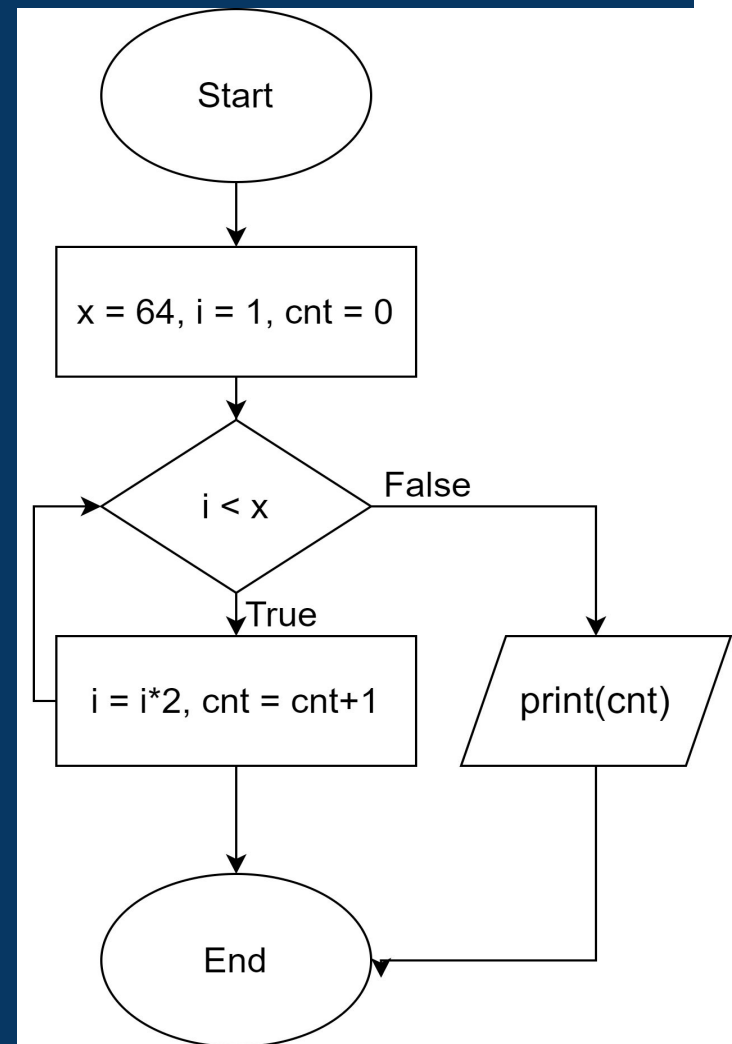 Start
x = 64, i = 1, cnt = 0
i < x
False
True
i = i*2, cnt = cnt+1
print(cnt)
End